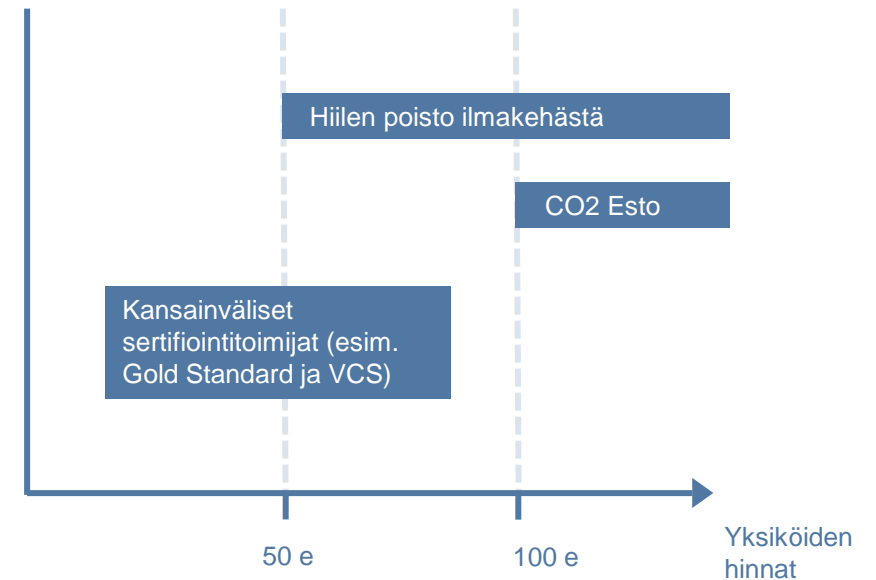 Hiilen poisto ilmakehästä
CO2 Esto
Kansainväliset
sertifiointitoimijat (esim.
Gold Standard ja VCS)
50 e
100 e
Yksiköiden
hinnat